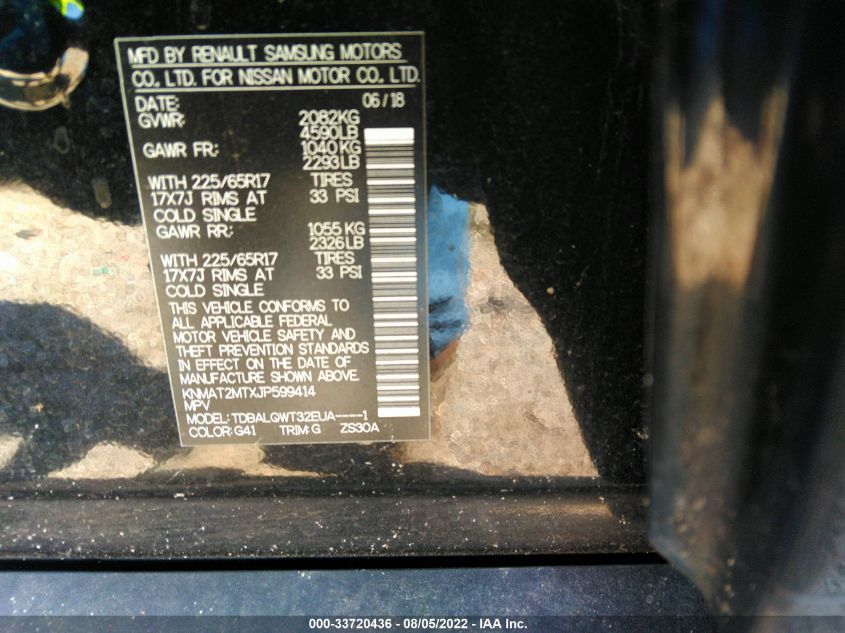 MFD BY RENAULT SAMSUNG MOTORS
CO., LTD. FOR NISSAN MOTOR CO., LTD.
DATE: 06/18
GVWR: 2082KG
4590LB
GAWR FR: 1040KG
2293LB
WITH 225/65R17 TIRES
17X7J RIMS AT 33 PSI
COLD SINGLE
GAWR RR: 1055KG
2326LB
WITH 225/65R17 TIRES
17X7J RIMS AT 33 PSI
COLD SINGLE
THIS VEHICLE CONFORMS TO
ALL APPLICABLE FEDERAL
MOTOR VEHICLE SAFETY AND
THEFT PREVENTION STANDARDS
IN EFFECT ON THE DATE OF
MANUFACTURE SHOWN ABOVE.
KNMAT2MTXJP599414
MPV
MODEL: TDBALQWT32EUA----1
COLOR: G41 TRIM: G ZS30A
000-33720436 - 08/05/2022 - IAA Inc.